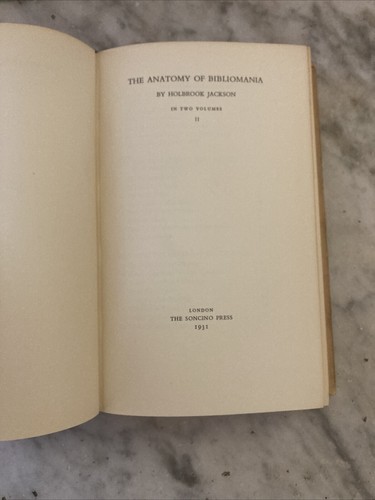 THE ANATOMY OF BIBLIOMANIA
BY HOLBROOK JACKSON
IN TWO VOLUMES
II
LONDON
THE SONCINO PRESS
1931